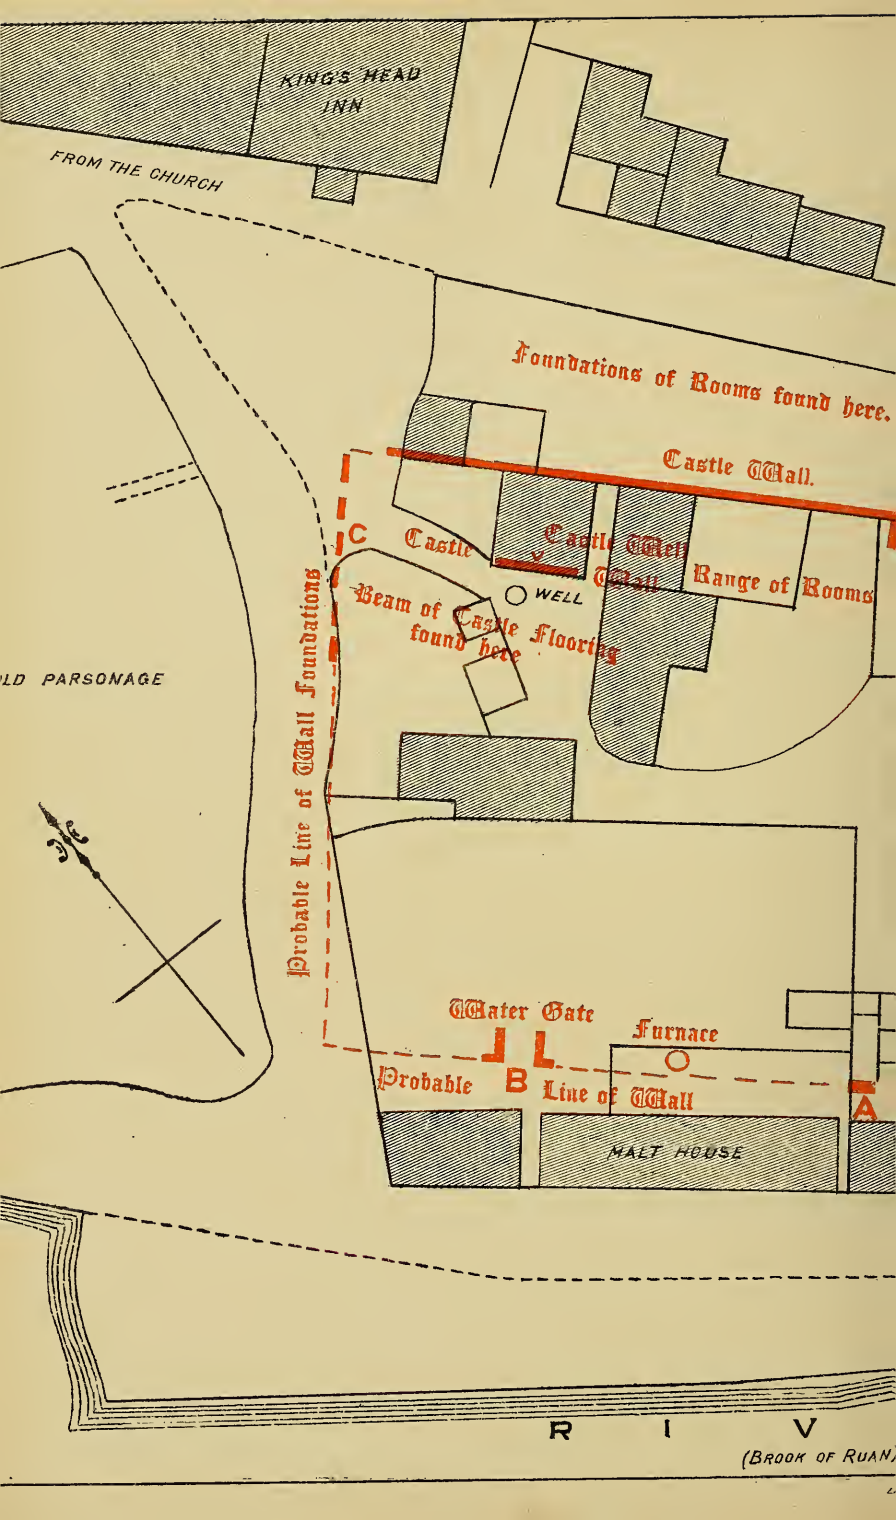 KING'S HEAD
INN
FROM THE CHURCH
Foundations of Rooms found here.
Castle Wall.
C
Castle
Castle Well
Wall
Range of Rooms
WELL
Beam of Castle Flooring
found here
LD PARSONAGE
Probable Line of Wall Foundations
Water Gate
Furnace
Probable
B
Line of Wall
A
MALT HOUSE
R I V
(BROOK OF RUAN